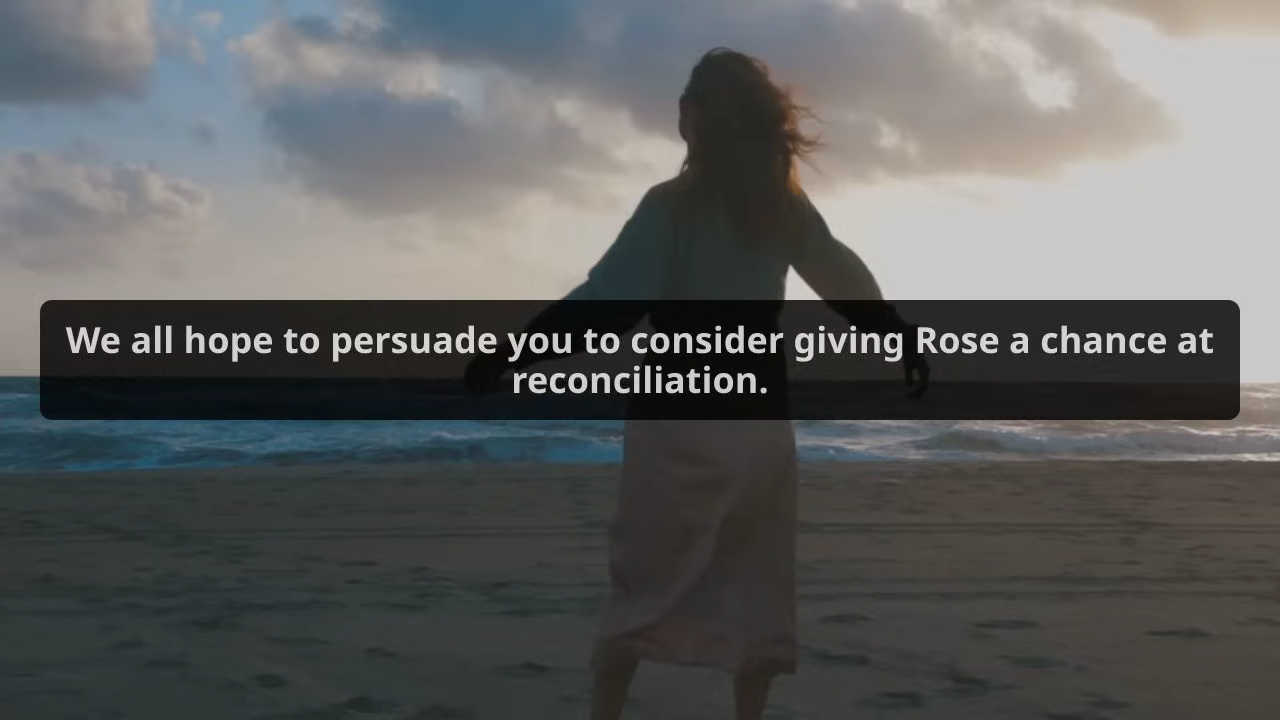 We all hope to persuade you to consider giving Rose a chance at
reconciliation.